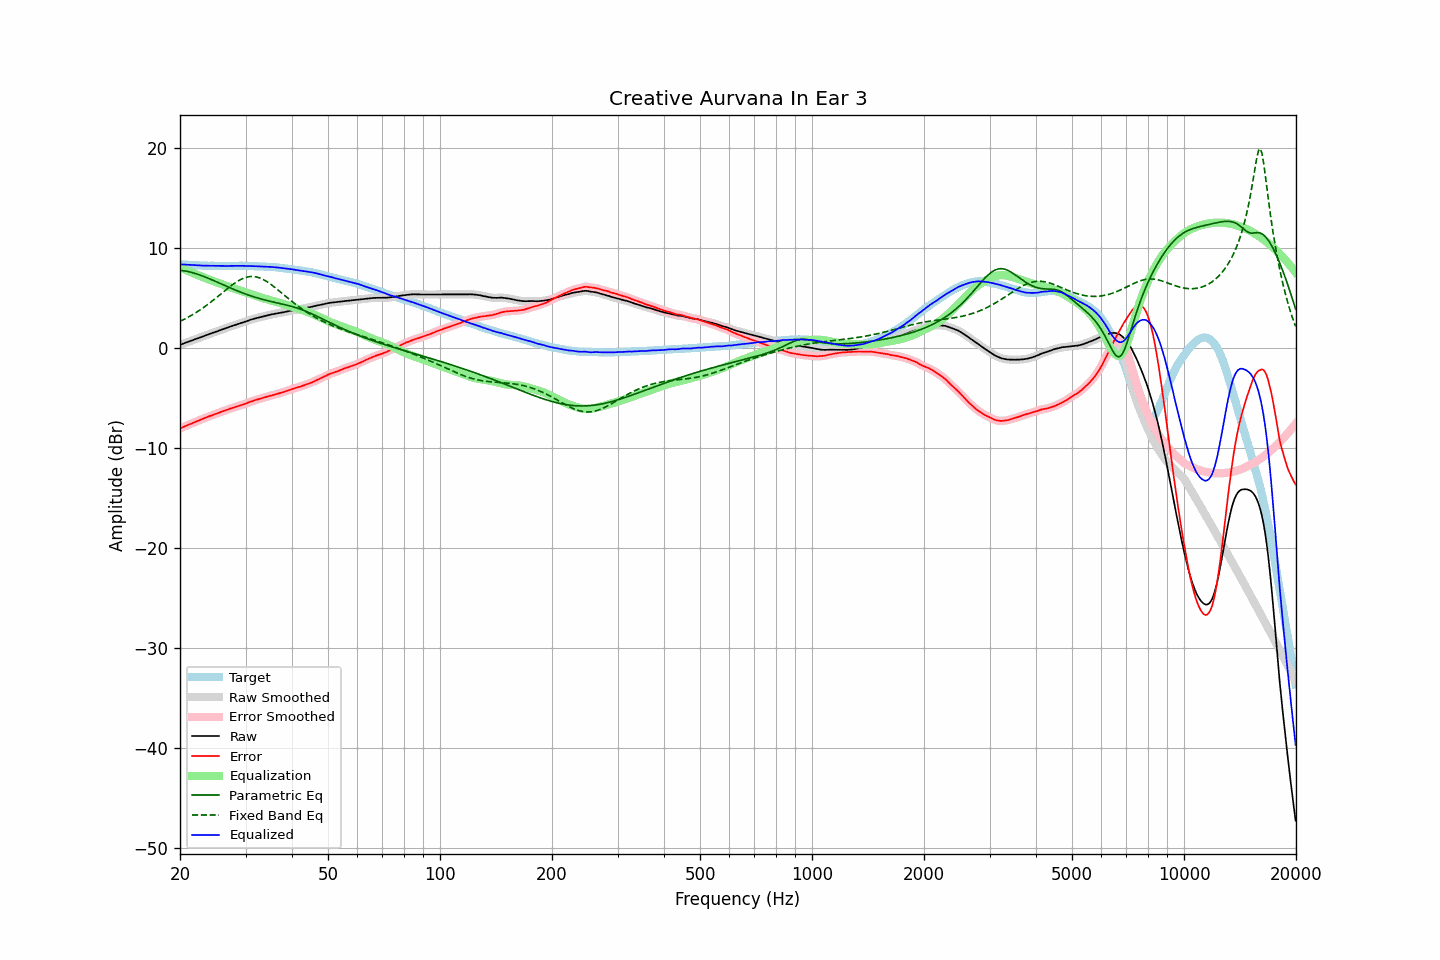 Creative Aurvana In Ear 3
20
10
0
−10
−20
−30
−40
−50
Amplitude (dBr)
Target
Raw Smoothed
Error Smoothed
Raw
Error
Equalization
Parametric Eq
Fixed Band Eq
Equalized
20 50 100 200 500 1000 2000 5000 10000 20000
Frequency (Hz)